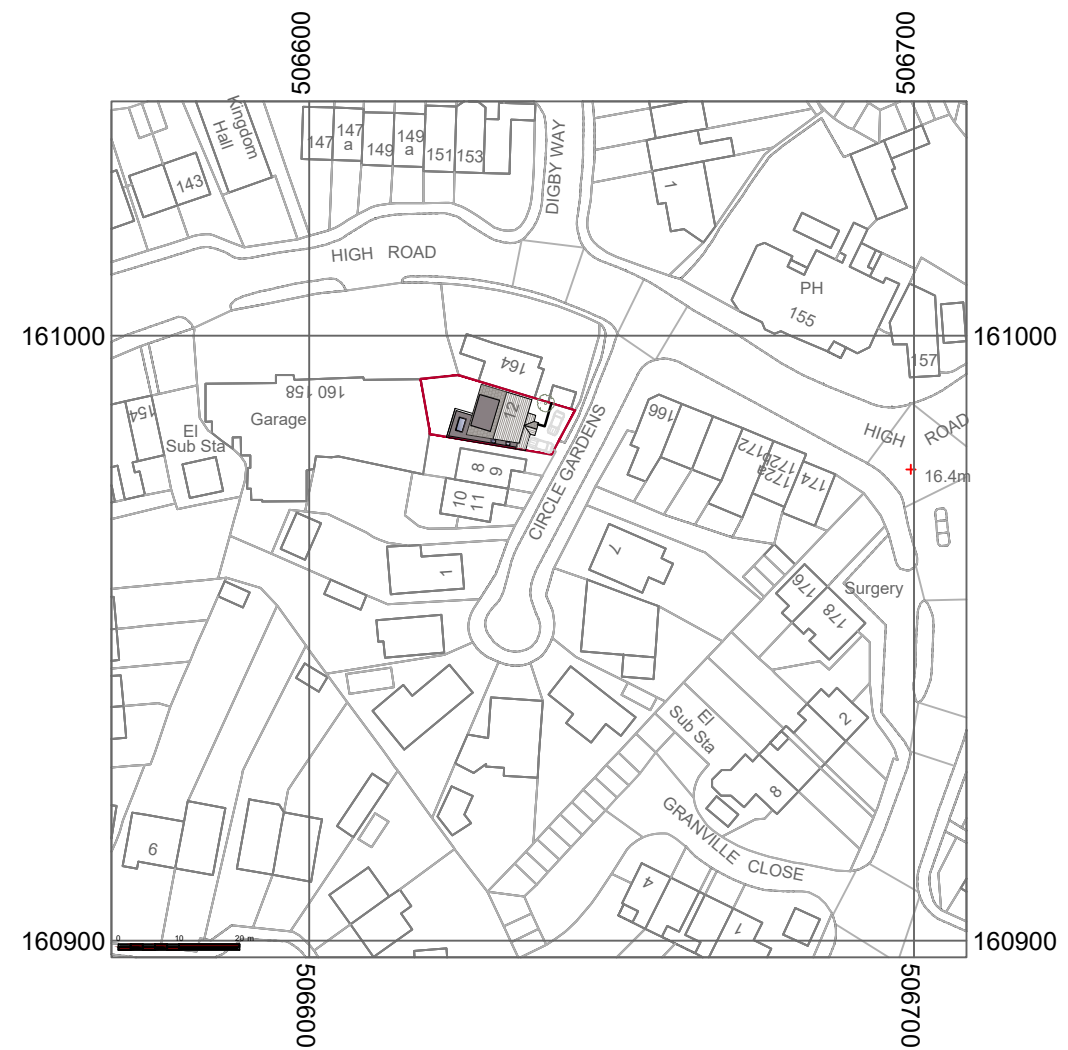 506600
506700
Kingdom
Hall
147
147
a
149
149
a
151
153
143
DIGBY WAY
1
HIGH ROAD
PH
155
161000
161000
157
164
160 158
Garage
154
El
Sub Sta
12
166
172
172b
172a
174
HIGH ROAD
16.4m
8
9
10
11
CIRCLE GARDENS
1
7
176
178
Surgery
El
Sub Sta
2
8
GRANVILLE CLOSE
6
4
1
0 10 20 m
160900
160900
506600
506700